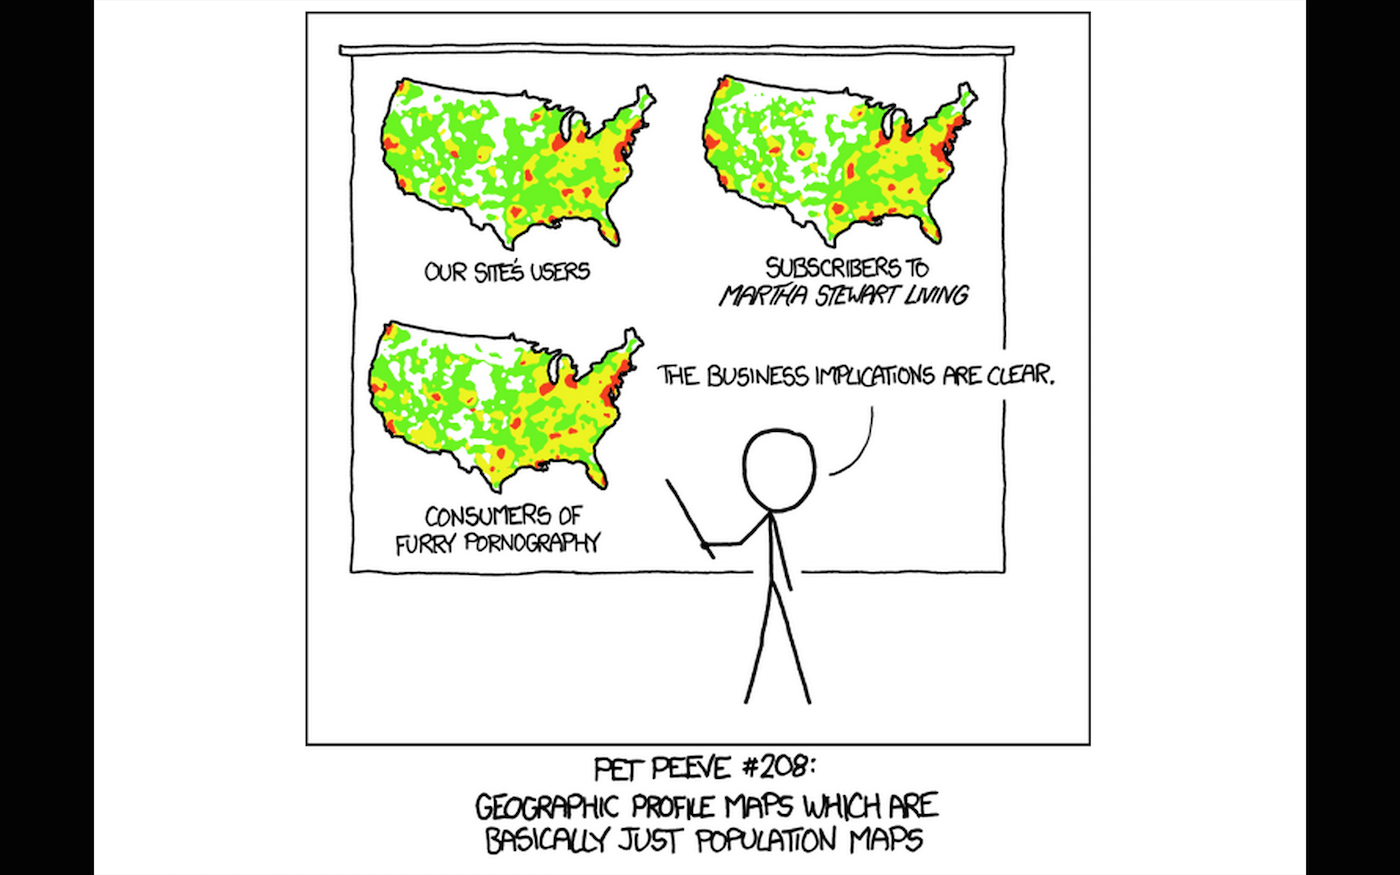 OUR SITE'S USERS
SUBSCRIBERS TO
MARTHA STEWART LIVING
THE BUSINESS IMPLICATIONS ARE CLEAR.
CONSUMERS OF
FURRY PORNOGRAPHY
PET PEEVE #208:
GEOGRAPHIC PROFILE MAPS WHICH ARE
BASICALLY JUST POPULATION MAPS